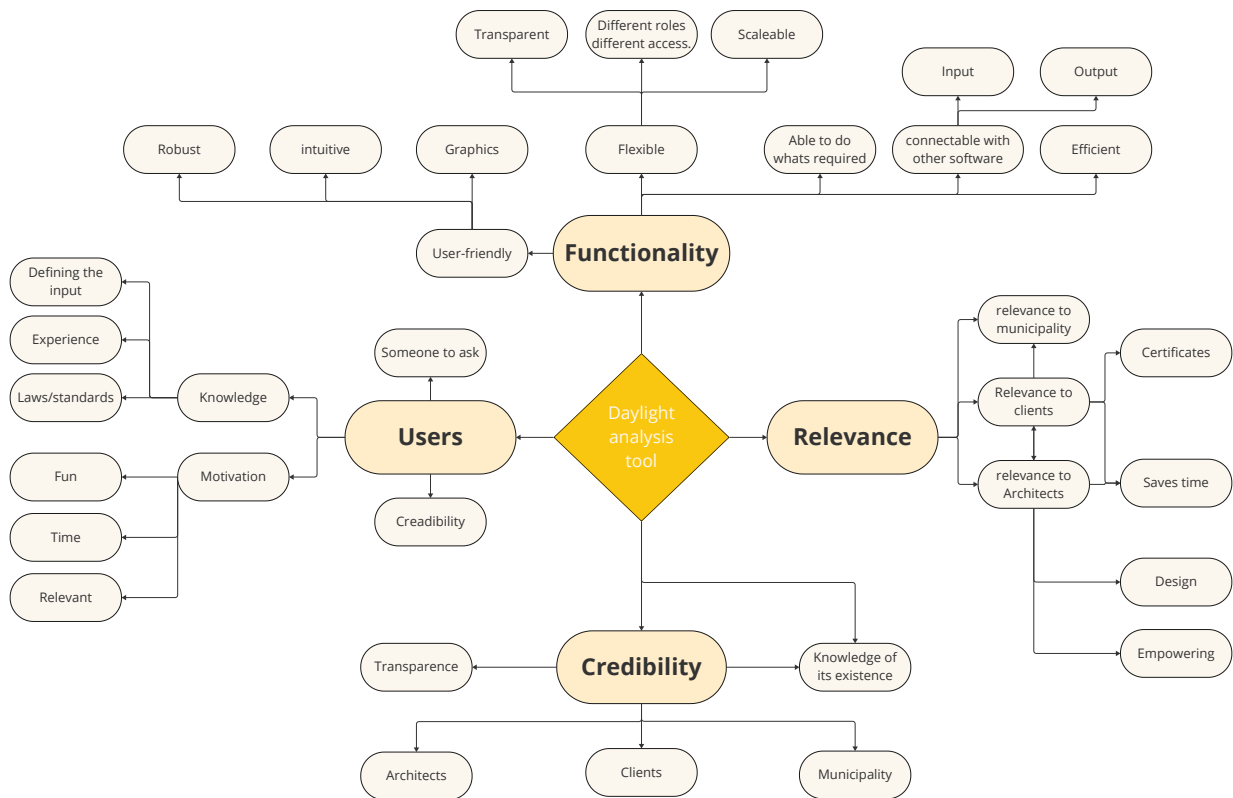 Transparent
Different roles
different access.
Scaleable
Input
Output
Robust
intuitive
Graphics
Flexible
Able to do
whats required
connectable with
other software
Efficient
User-friendly
Functionality
Defining the
input
Experience
Laws/standards
Knowledge
Someone to ask
Users
Motivation
Fun
Time
Relevant
Creadibility
Daylight
analysis
tool
Relevance
relevance to
municipality
Relevance to
clients
relevance to
Architects
Certificates
Saves time
Design
Empowering
Transparence
Credibility
Knowledge of
its existence
Architects
Clients
Municipality